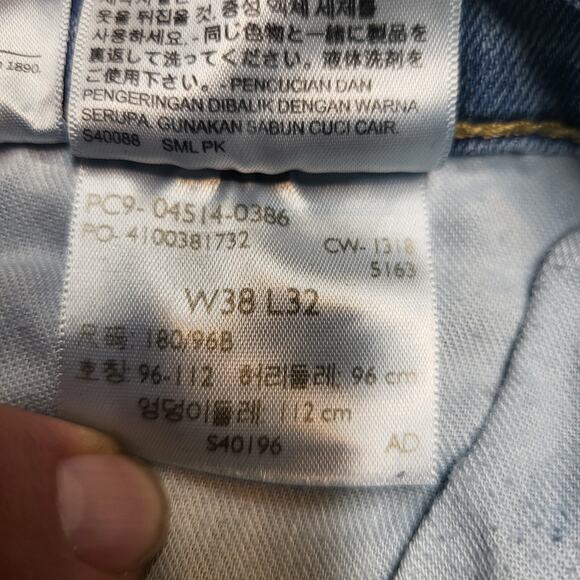 1890.
옷을 뒤집을 것. 중성 액체 세제를
사용하세요. - 同じ色物と一緒に製品を
裏返して洗ってください。液体洗剤を
ご使用下さい。 - PENCUCIAN DAN
PENGERINGAN DIBALIK DENGAN WARNA
SERUPA. GUNAKAN SABUN CUCI CAIR.
S40088 SML PK
PC9- 04514-0386
PO- 4100381732 CW- 1318
5163
W38 L32
180/96B
호칭: 96-112 허리둘레: 96 cm
엉덩이둘레: 112 cm
S40196 AD